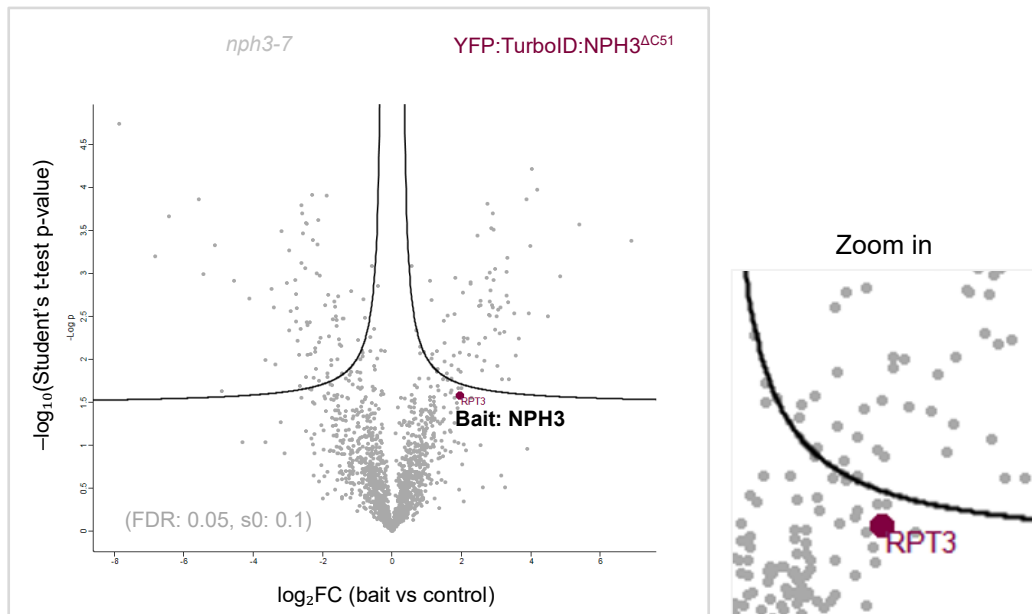 nph3-7
YFP:TurboID:NPH3ΔC51
–log₁₀(Student's t-test p-value)
-Log p
4.5
4
3.5
3
2.5
2
1.5
1
0.5
0
RPT3
Bait: NPH3
(FDR: 0.05, s0: 0.1)
-8 -6 -4 -2 0 2 4 6
log₂FC (bait vs control)
Zoom in
RPT3